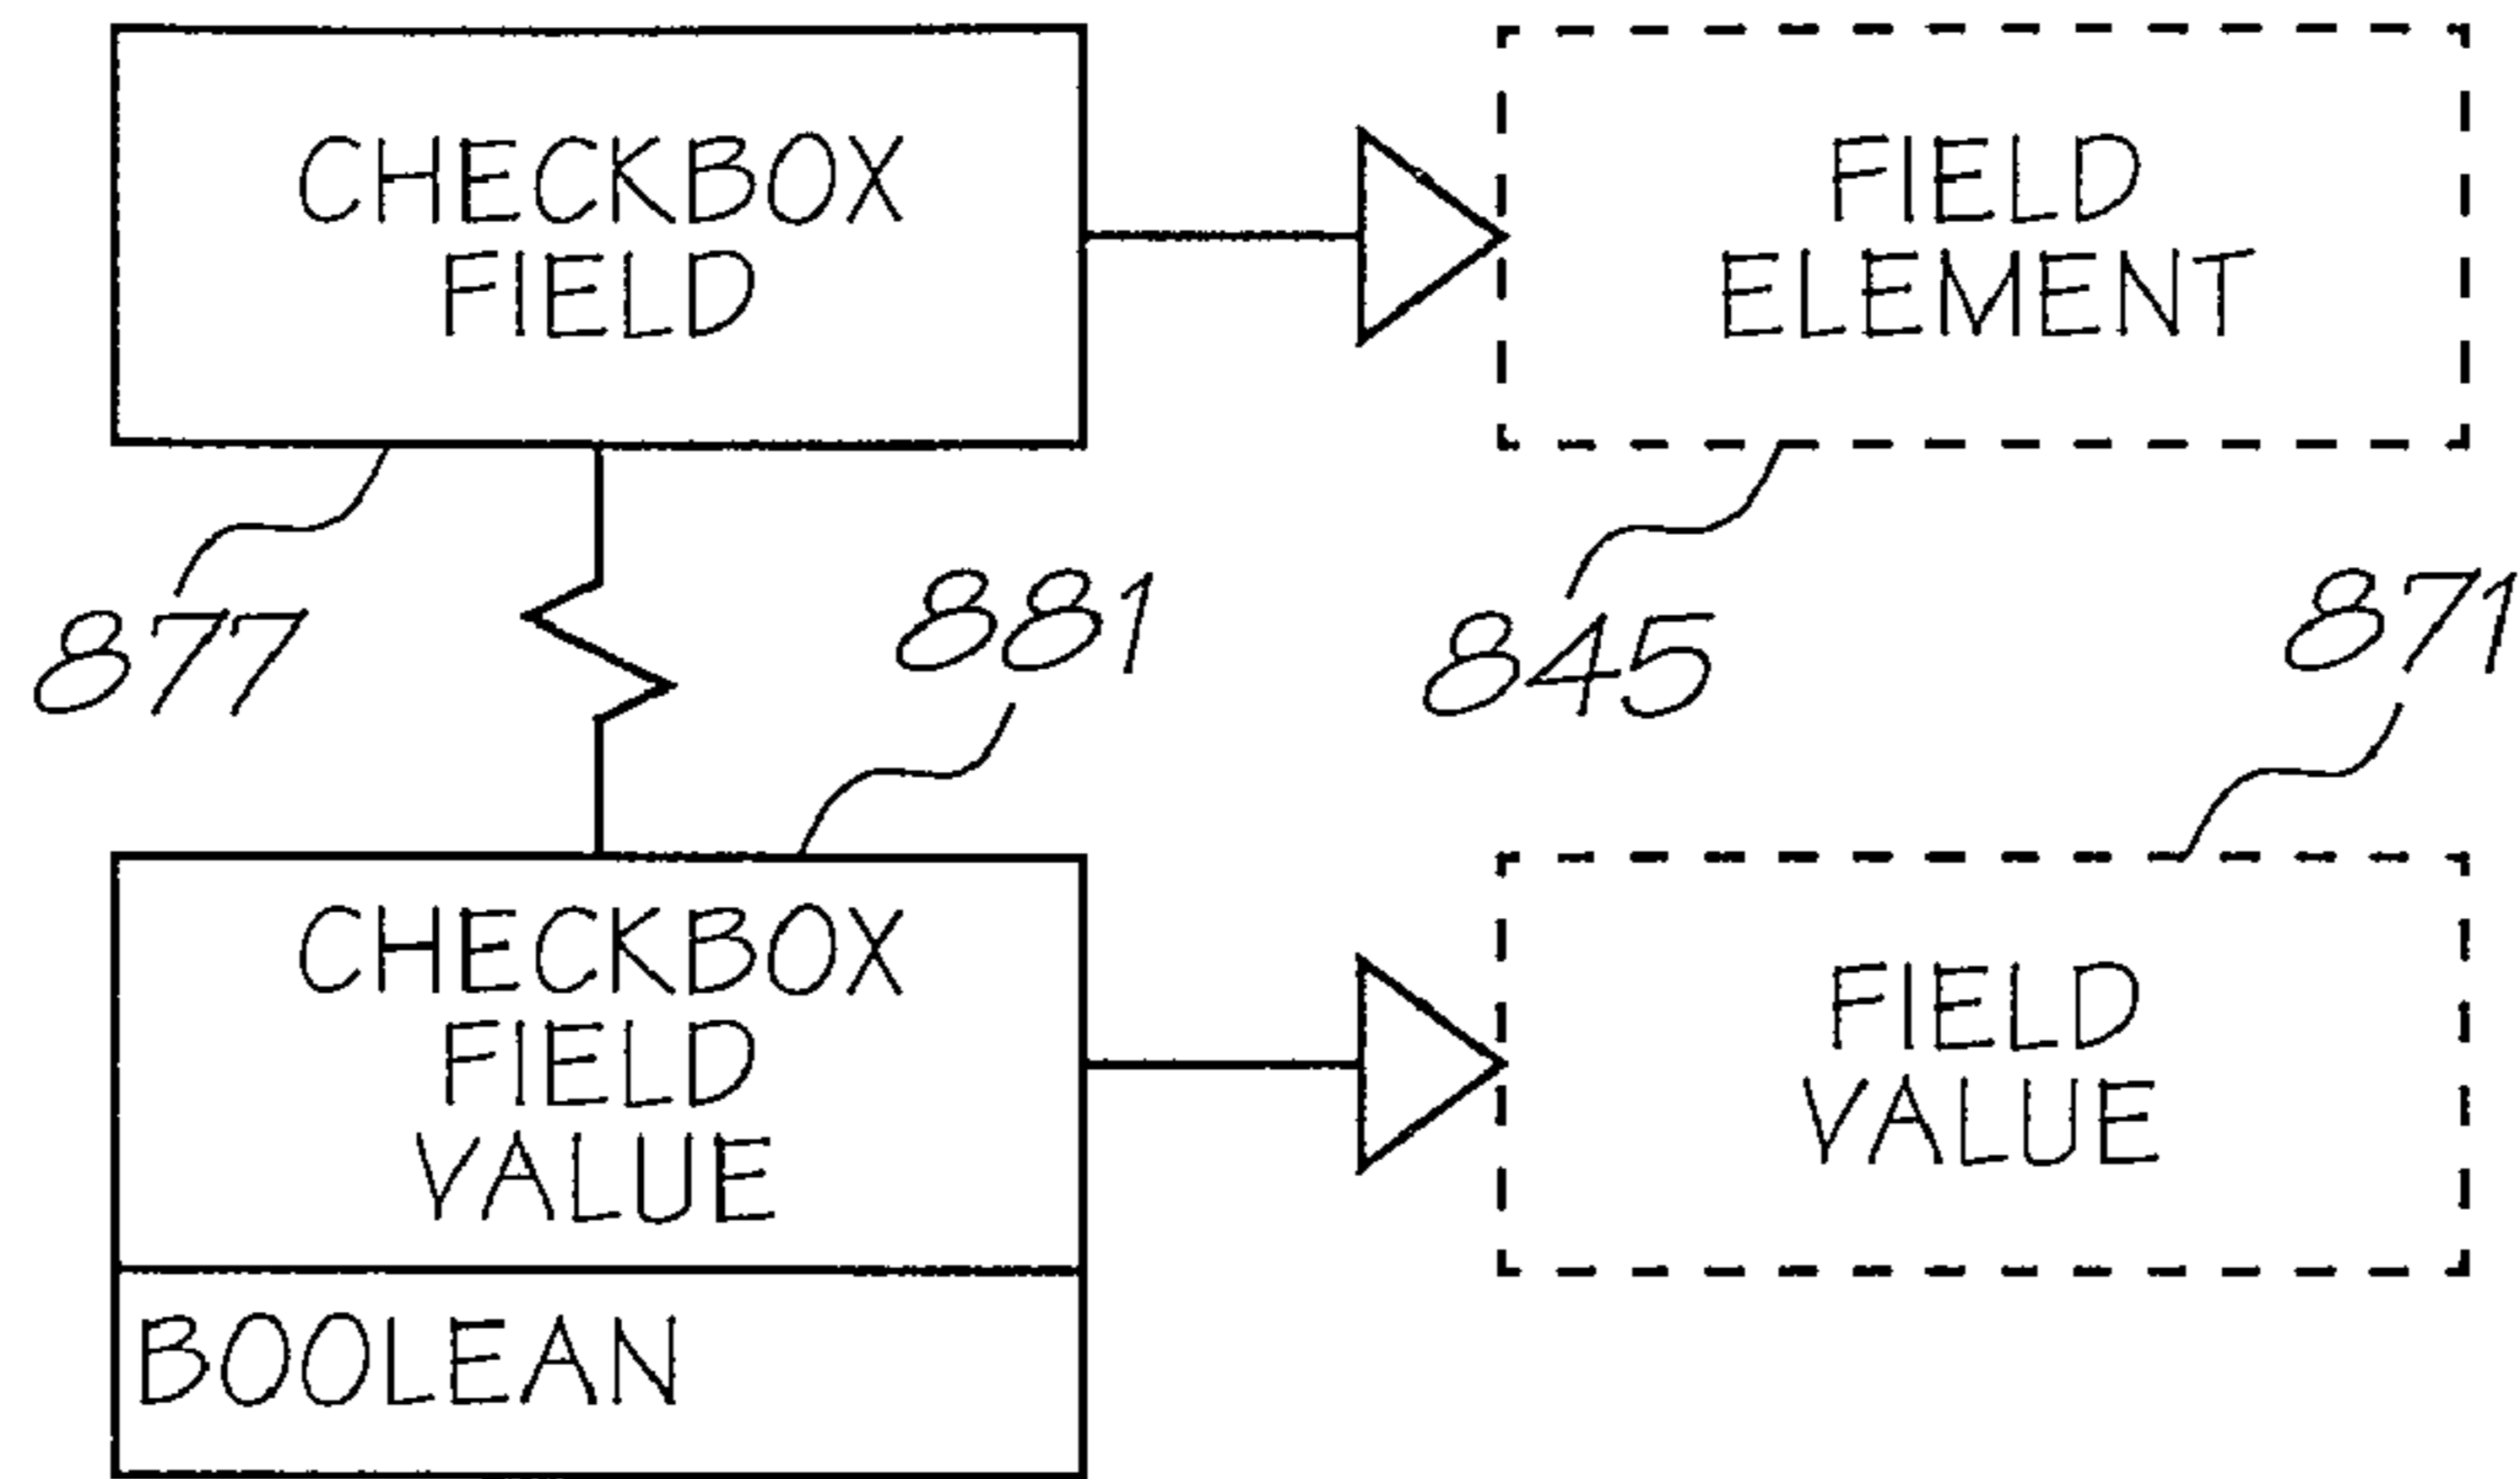 CHECKBOX
FIELD
FIELD
ELEMENT
877
881
845
871
CHECKBOX
FIELD
VALUE
BOOLEAN
FIELD
VALUE